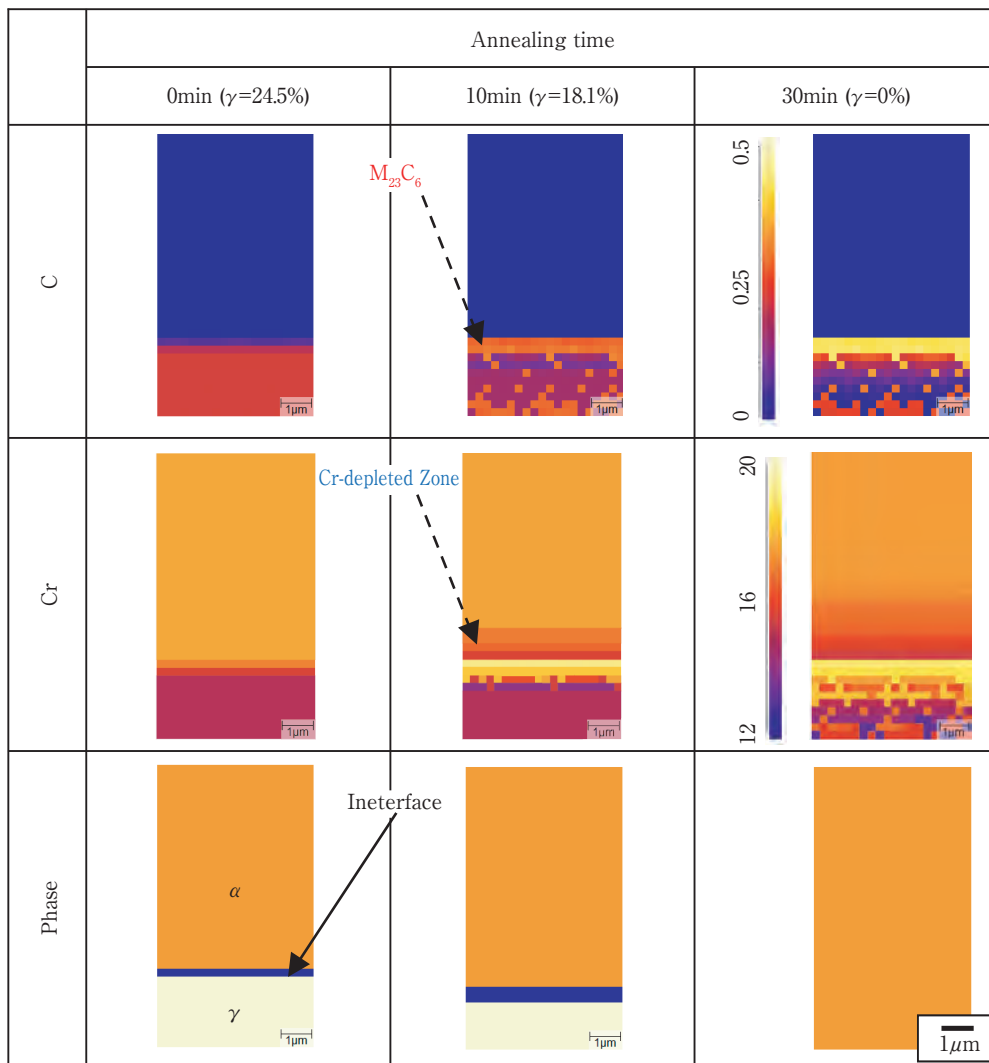 Annealing time
0min (γ=24.5%)
10min (γ=18.1%)
30min (γ=0%)
C
M₂₃C₆
0.5
0.25
0
1μm
1μm
1μm
Cr
Cr-depleted Zone
20
16
12
1μm
1μm
1μm
Phase
Ineterface
α
γ
1μm
1μm
1μm